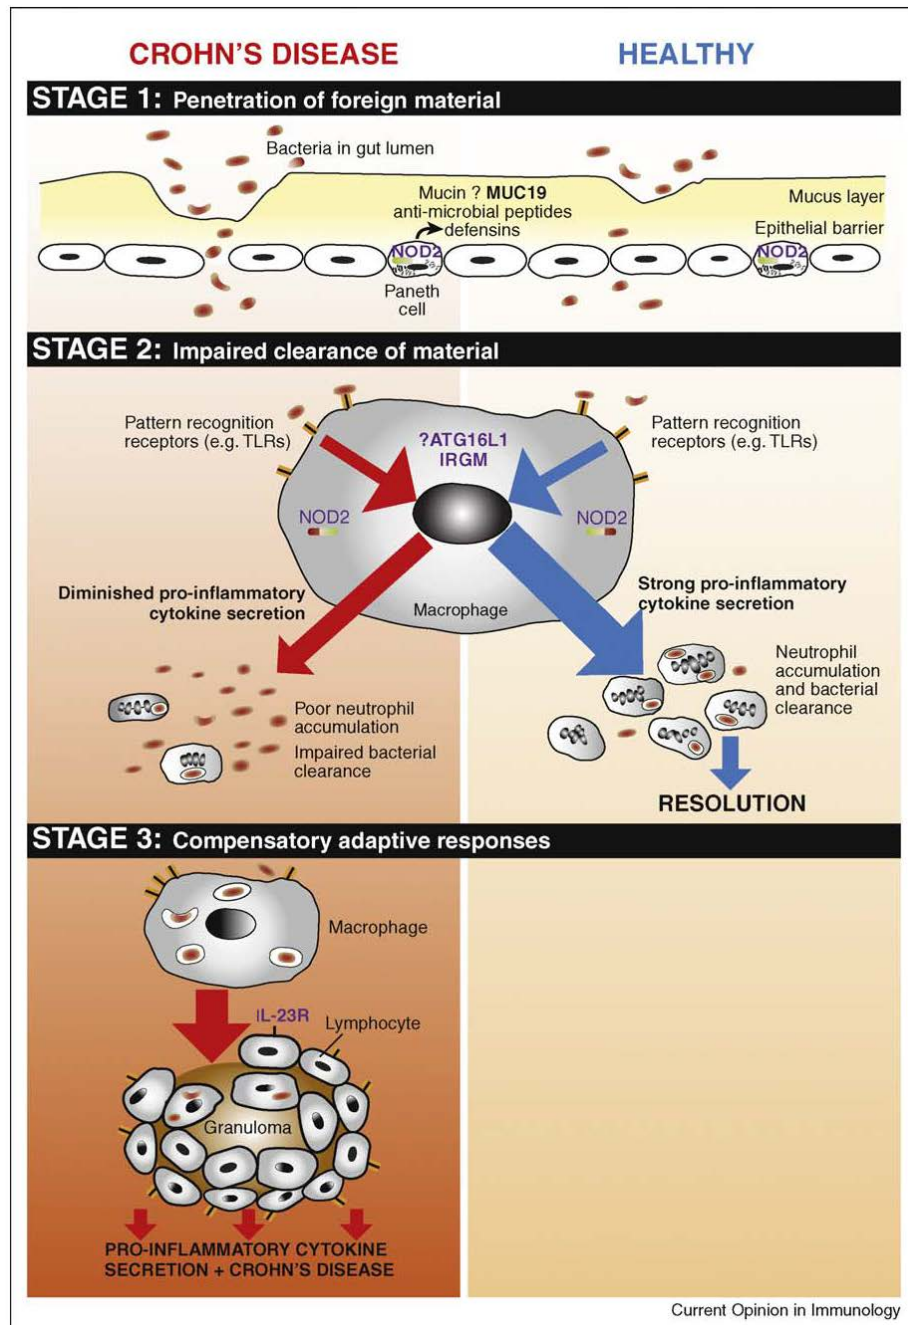 CROHN'S DISEASE
HEALTHY
STAGE 1: Penetration of foreign material
Bacteria in gut lumen
Mucin ? MUC19
anti-microbial peptides
defensins
Mucus layer
Epithelial barrier
NOD2
NOD2
Paneth
cell
STAGE 2: Impaired clearance of material
Pattern recognition
receptors (e.g. TLRs)
?ATG16L1
IRGM
Pattern recognition
receptors (e.g. TLRs)
NOD2
NOD2
Diminished pro-inflammatory
cytokine secretion
Macrophage
Strong pro-inflammatory
cytokine secretion
Poor neutrophil
accumulation
Impaired bacterial
clearance
Neutrophil
accumulation
and bacterial
clearance
RESOLUTION
STAGE 3: Compensatory adaptive responses
Macrophage
IL-23R
Lymphocyte
Granuloma
PRO-INFLAMMATORY CYTOKINE
SECRETION + CROHN'S DISEASE
Current Opinion in Immunology